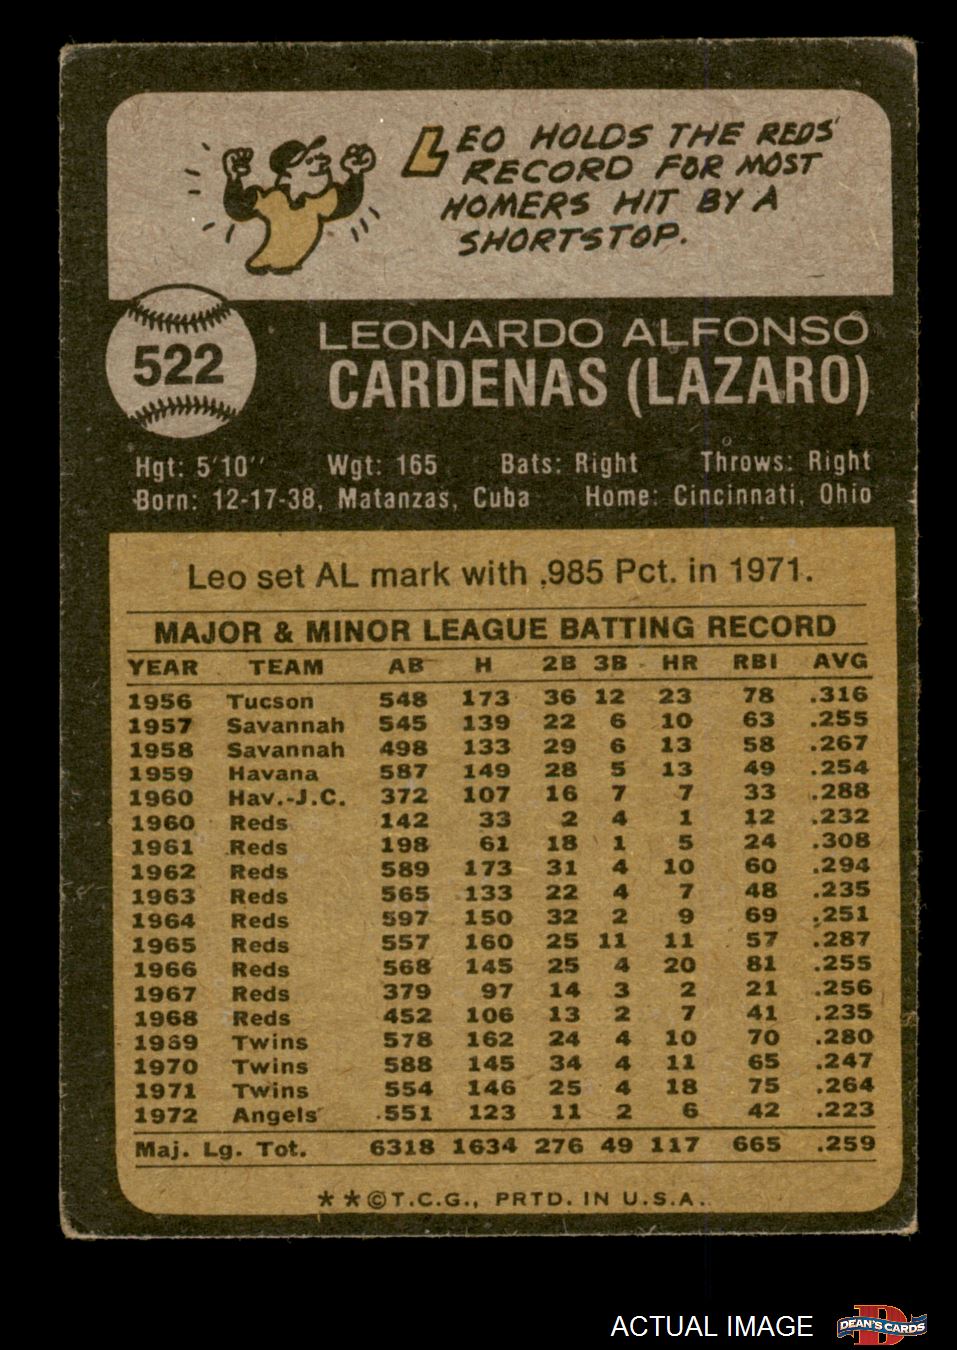 LEO HOLDS THE REDS'
RECORD FOR MOST
HOMERS HIT BY A
SHORTSTOP.
522
LEONARDO ALFONSO
CARDENAS (LAZARO)
Hgt: 5'10'' Wgt: 165 Bats: Right Throws: Right
Born: 12-17-38, Matanzas, Cuba Home: Cincinnati, Ohio
Leo set AL mark with .985 Pct. in 1971.
MAJOR & MINOR LEAGUE BATTING RECORD
YEAR TEAM AB H 2B 3B HR RBI AVG
1956 Tucson 548 173 36 12 23 78 .316
1957 Savannah 545 139 22 6 10 63 .255
1958 Savannah 498 133 29 6 13 58 .267
1959 Havana 587 149 28 5 13 49 .254
1960 Hav.-J.C. 372 107 16 7 7 33 .288
1960 Reds 142 33 2 4 1 12 .232
1961 Reds 198 61 18 1 5 24 .308
1962 Reds 589 173 31 4 10 60 .294
1963 Reds 565 133 22 4 7 48 .235
1964 Reds 597 150 32 2 9 69 .251
1965 Reds 557 160 25 11 11 57 .287
1966 Reds 568 145 25 4 20 81 .255
1967 Reds 379 97 14 3 2 21 .256
1968 Reds 452 106 13 2 7 41 .235
1969 Twins 578 162 24 4 10 70 .280
1970 Twins 588 145 34 4 11 65 .247
1971 Twins 554 146 25 4 18 75 .264
1972 Angels 551 123 11 2 6 42 .223
Maj. Lg. Tot. 6318 1634 276 49 117 665 .259
**©T.C.G., PRTD. IN U.S.A.
ACTUAL IMAGE D
DEAN'S CARDS